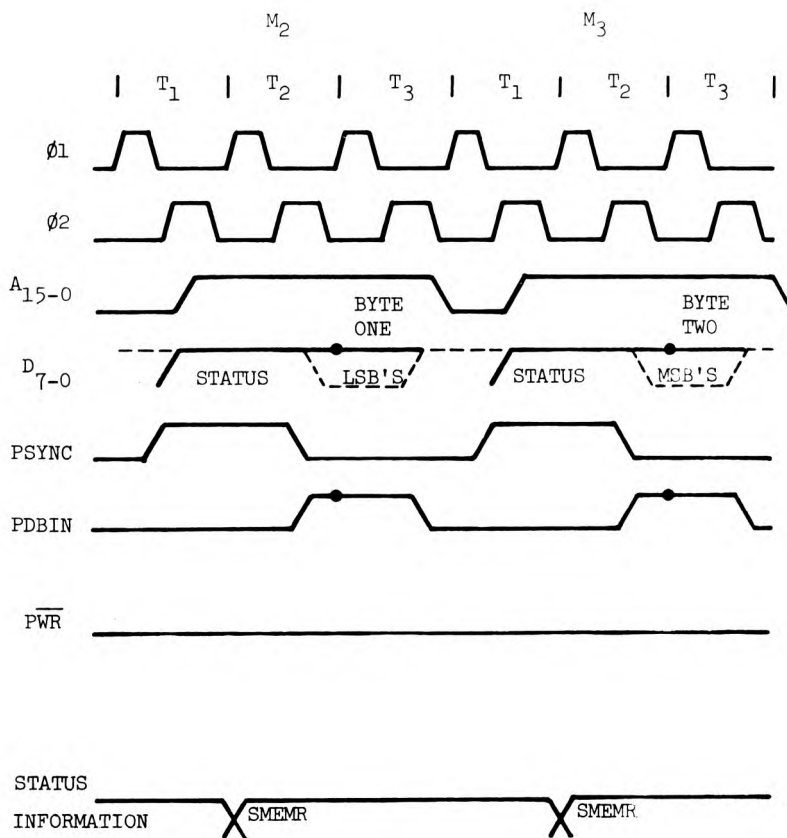 M2 M3
| T1 | T2 | T3 | T1 | T2 | T3 |
Ø1
Ø2
A15-0
BYTE BYTE
ONE TWO
D7-0 STATUS LSB'S STATUS MSB'S
PSYNC
PDBIN
PW̅R̅
STATUS
INFORMATION SMEMR SMEMR